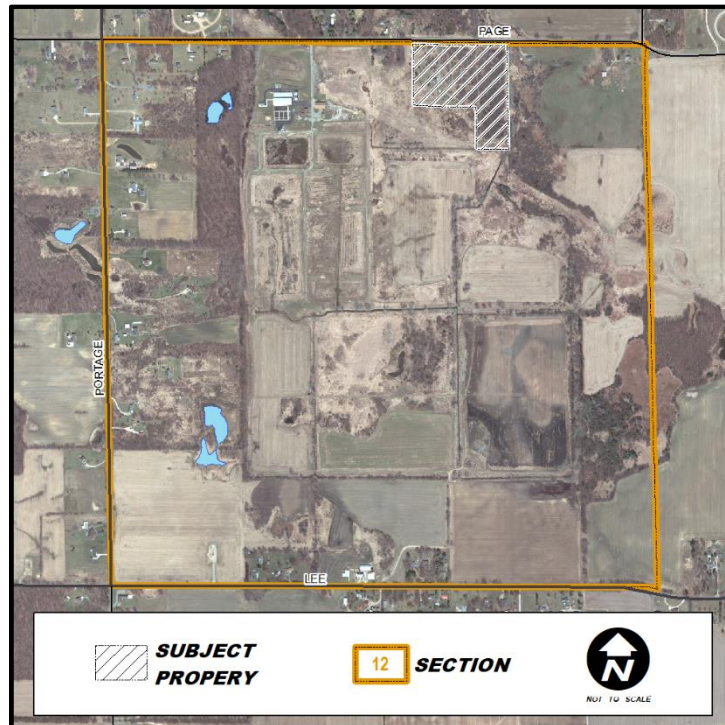 PAGE
PORTAGE
LEE
SUBJECT
PROPERY
12
SECTION
N
NOT TO SCALE